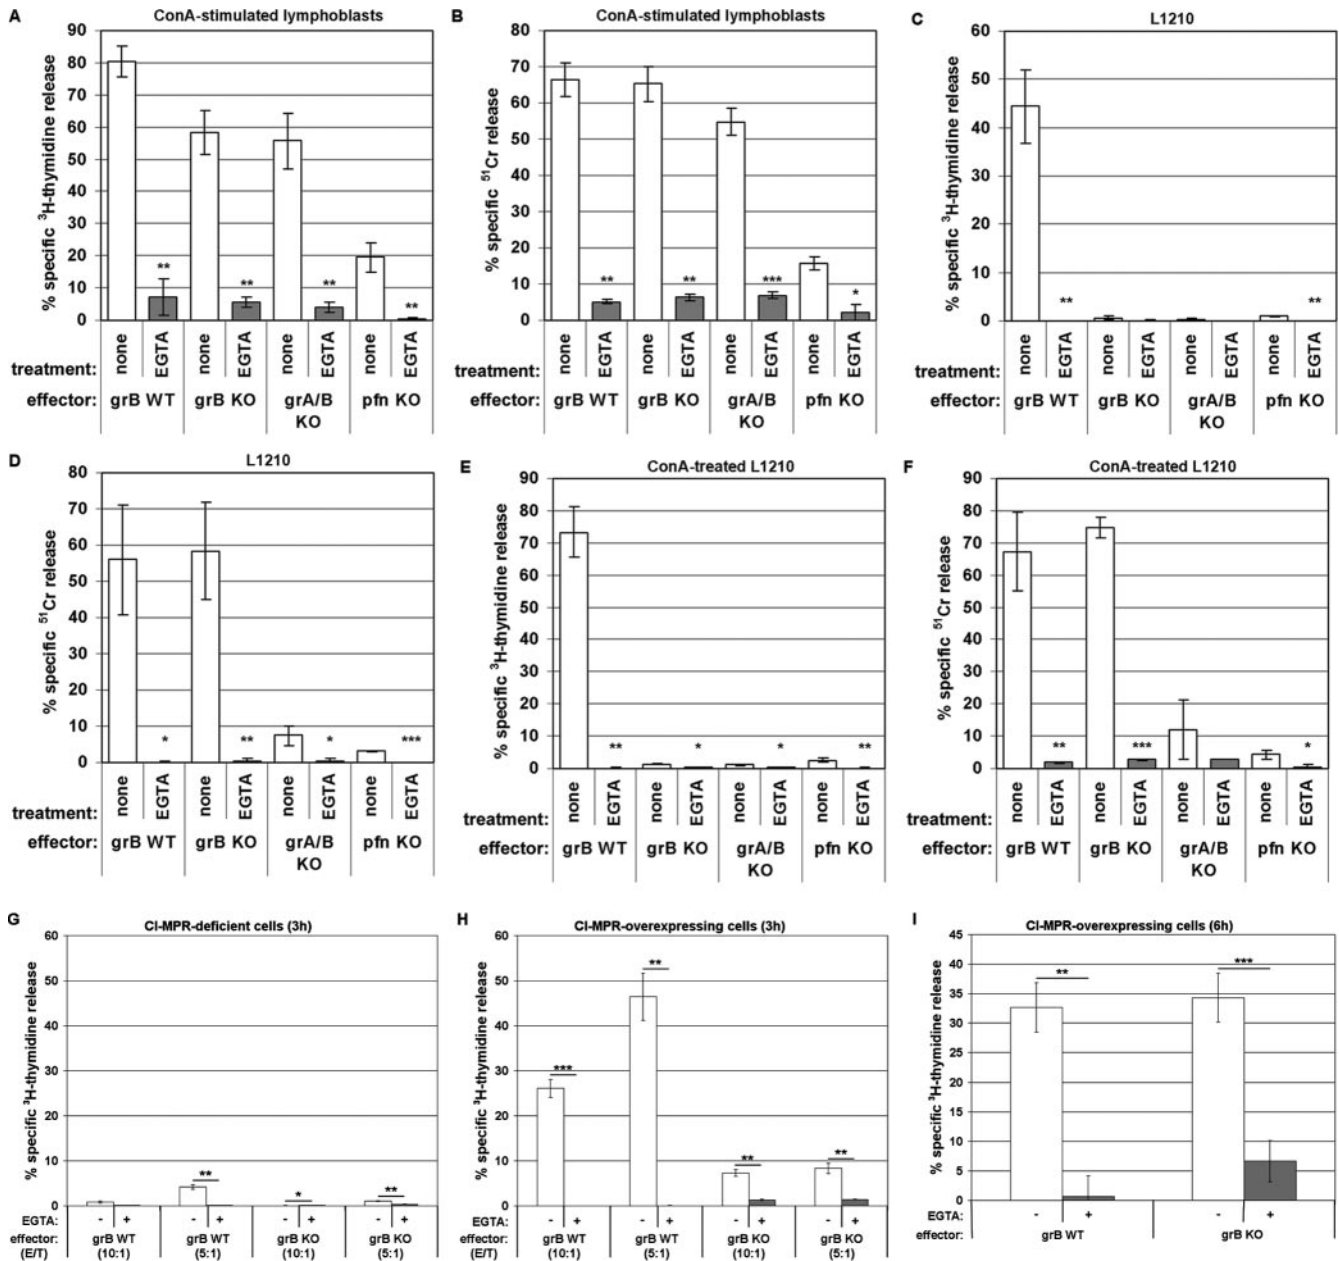 A
ConA-stimulated lymphoblasts
% specific ³H-thymidine release
90
80
70
60
50
40
30
20
10
0
** ** ** **
treatment: none EGTA none EGTA none EGTA none EGTA
effector: grB WT grB KO grA/B KO pfn KO
B
ConA-stimulated lymphoblasts
% specific ⁵¹Cr release
80
70
60
50
40
30
20
10
0
** ** *** *
treatment: none EGTA none EGTA none EGTA none EGTA
effector: grB WT grB KO grA/B KO pfn KO
C
L1210
% specific ³H-thymidine release
60
50
40
30
20
10
0
** **
treatment: none EGTA none EGTA none EGTA none EGTA
effector: grB WT grB KO grA/B KO pfn KO
D
L1210
% specific ⁵¹Cr release
80
70
60
50
40
30
20
10
0
* ** * ***
treatment: none EGTA none EGTA none EGTA none EGTA
effector: grB WT grB KO grA/B KO pfn KO
E
ConA-treated L1210
% specific ³H-thymidine release
90
80
70
60
50
40
30
20
10
0
** * * **
treatment: none EGTA none EGTA none EGTA none EGTA
effector: grB WT grB KO grA/B KO pfn KO
F
ConA-treated L1210
% specific ⁵¹Cr release
90
80
70
60
50
40
30
20
10
0
** *** *
treatment: none EGTA none EGTA none EGTA none EGTA
effector: grB WT grB KO grA/B KO pfn KO
G
CI-MPR-deficient cells (3h)
% specific ³H-thymidine release
60
50
40
30
20
10
0
** * **
EGTA: - + - + - + - +
effector: grB WT grB WT grB KO grB KO
(E/T) (10:1) (5:1) (10:1) (5:1)
H
CI-MPR-overexpressing cells (3h)
% specific ³H-thymidine release
60
50
40
30
20
10
0
*** ** ** **
EGTA: - + - + - + - +
effector: grB WT grB WT grB KO grB KO
(E/T) (10:1) (5:1) (10:1) (5:1)
I
CI-MPR-overexpressing cells (6h)
% specific ³H-thymidine release
45
40
35
30
25
20
15
10
5
0
** ***
EGTA: - + - +
effector: grB WT grB KO